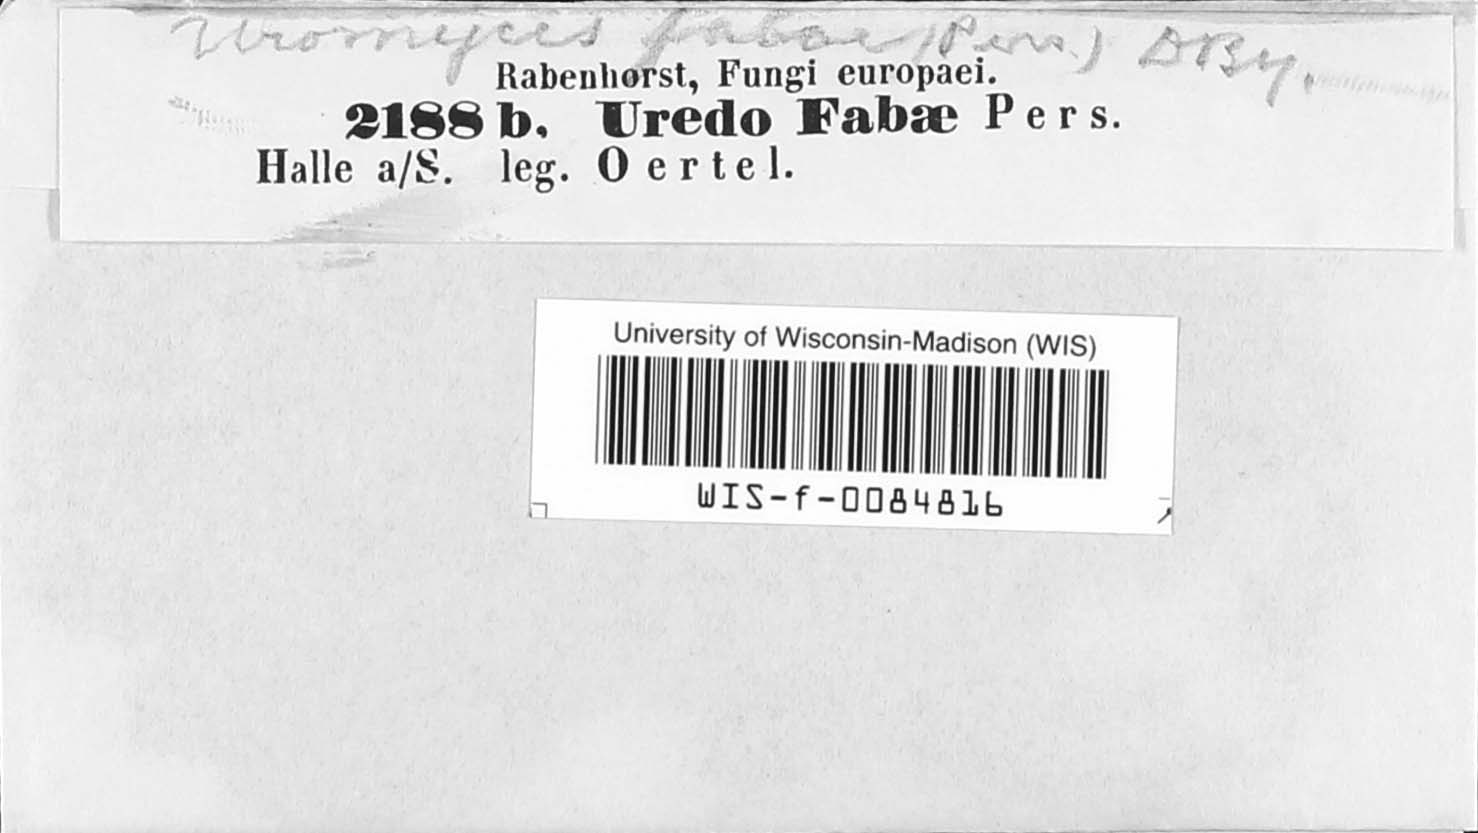 Uromyces fabae (Pers.) DBy.
Rabenhorst, Fungi europaei.
2188 b. Uredo Fabæ Pers.
Halle a/S. leg. Oertel.
University of Wisconsin-Madison (WIS)
WIS-f-0084816